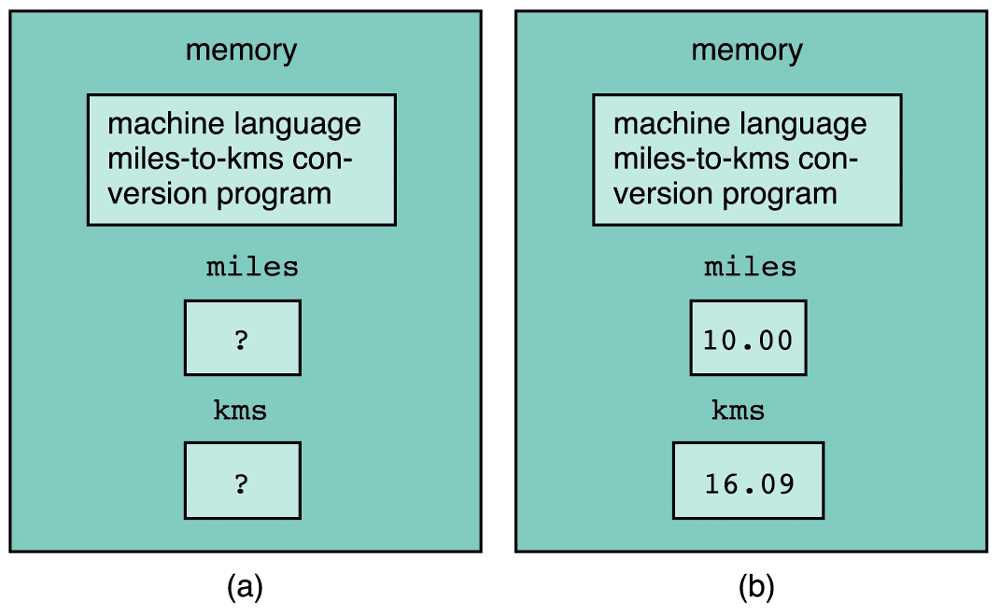 memory
machine language
miles-to-kms con-
version program
miles
?
kms
?
(a)
memory
machine language
miles-to-kms con-
version program
miles
10.00
kms
16.09
(b)